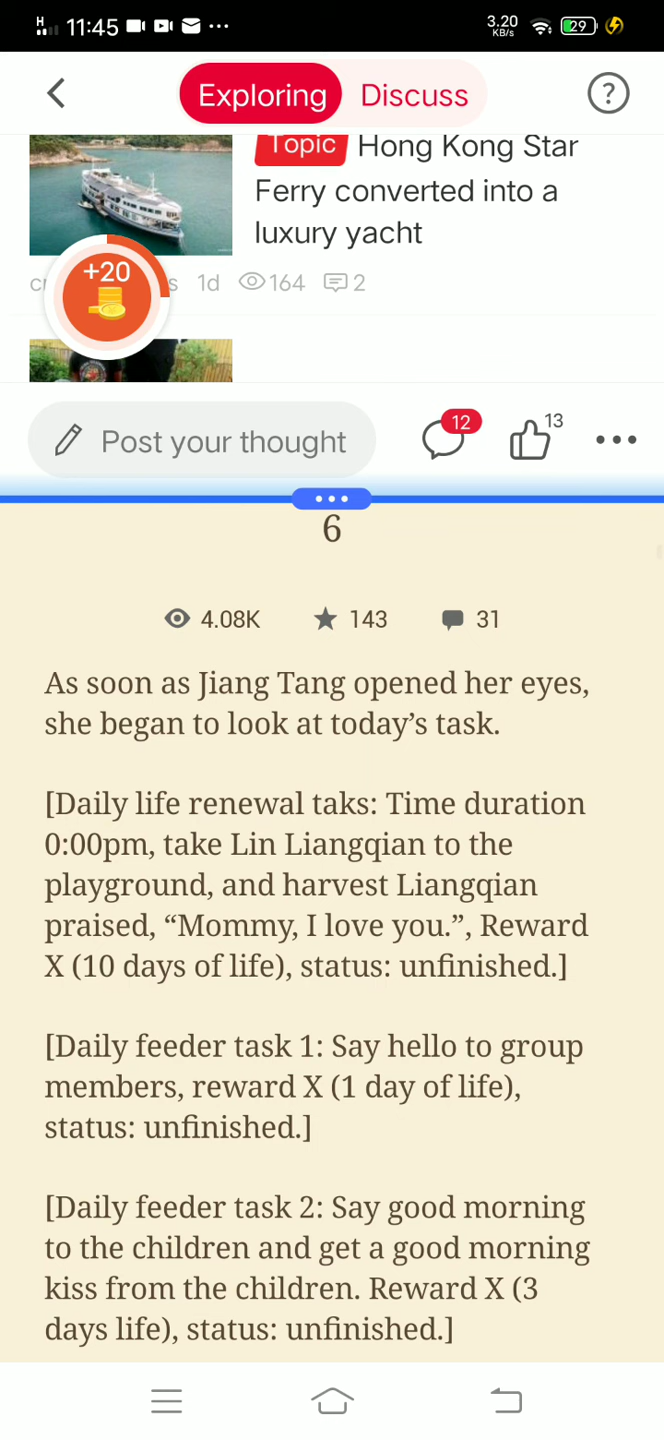 H 11:45 ... 3.20 KB/s 29
Exploring Discuss ?
Topic Hong Kong Star
Ferry converted into a
luxury yacht
+20
s 1d 164 2
Post your thought 12 13
6
4.08K 143 31
As soon as Jiang Tang opened her eyes,
she began to look at today’s task.
[Daily life renewal taks: Time duration
0:00pm, take Lin Liangqian to the
playground, and harvest Liangqian
praised, “Mommy, I love you.”, Reward
X (10 days of life), status: unfinished.]
[Daily feeder task 1: Say hello to group
members, reward X (1 day of life),
status: unfinished.]
[Daily feeder task 2: Say good morning
to the children and get a good morning
kiss from the children. Reward X (3
days life), status: unfinished.]